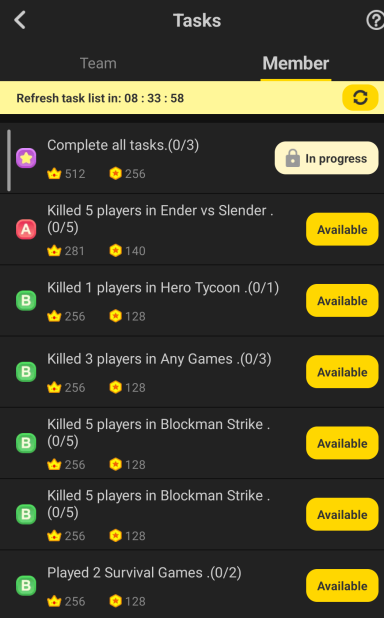 Tasks
Team
Member
Refresh task list in: 08 : 33 : 58
Complete all tasks.(0/3)
512 256
In progress
A
Killed 5 players in Ender vs Slender .
(0/5)
281 140
Available
B
Killed 1 players in Hero Tycoon .(0/1)
256 128
Available
B
Killed 3 players in Any Games .(0/3)
256 128
Available
B
Killed 5 players in Blockman Strike .
(0/5)
256 128
Available
B
Killed 5 players in Blockman Strike .
(0/5)
256 128
Available
B
Played 2 Survival Games .(0/2)
256 128
Available